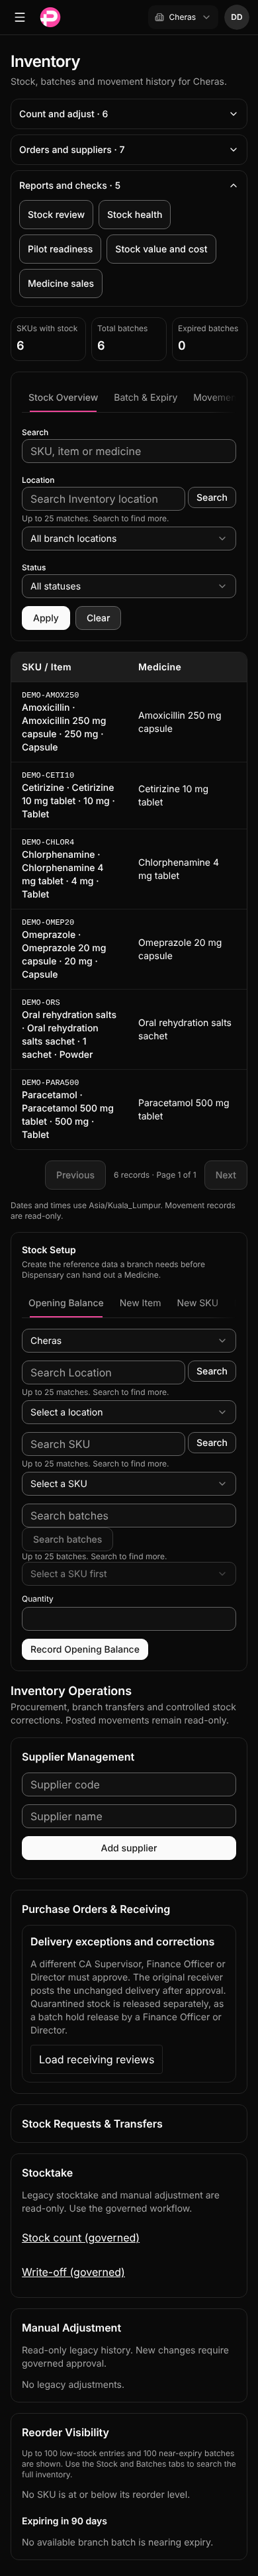 Cheras
DD
Inventory
Stock, batches and movement history for Cheras.
Count and adjust · 6
Orders and suppliers · 7
Reports and checks · 5
Stock review
Stock health
Pilot readiness
Stock value and cost
Medicine sales
SKUs with stock
6
Total batches
6
Expired batches
0
Stock Overview
Batch & Expiry
Search
SKU, item or medicine
Location
Search Inventory location
Search
Up to 25 matches. Search to find more.
All branch locations
Status
All statuses
Apply
Clear
SKU / Item
Medicine
DEMO-AMOX250
Amoxicillin ·
Amoxicillin 250 mg
capsule · 250 mg ·
Capsule
Amoxicillin 250 mg
capsule
DEMO-CETI10
Cetirizine · Cetirizine
10 mg tablet · 10 mg ·
Tablet
Cetirizine 10 mg
tablet
DEMO-CHLOR4
Chlorphenamine ·
Chlorphenamine 4
mg tablet · 4 mg ·
Tablet
Chlorphenamine 4
mg tablet
DEMO-OMEP20
Omeprazole ·
Omeprazole 20 mg
capsule · 20 mg ·
Capsule
Omeprazole 20 mg
capsule
DEMO-ORS
Oral rehydration salts
· Oral rehydration
salts sachet · 1
sachet · Powder
Oral rehydration salts
sachet
DEMO-PARA500
Paracetamol ·
Paracetamol 500 mg
tablet · 500 mg ·
Tablet
Paracetamol 500 mg
tablet
Previous
6 records · Page 1 of 1
Next
Dates and times use Asia/Kuala_Lumpur. Movement records
are read-only.
Stock Setup
Create the reference data a branch needs before
Dispensary can hand out a Medicine.
Opening Balance
New Item
New SKU
Cheras
Search Location
Search
Up to 25 matches. Search to find more.
Select a location
Search SKU
Search
Up to 25 matches. Search to find more.
Select a SKU
Search batches
Search batches
Up to 25 batches. Search to find more.
Select a SKU first
Quantity
Record Opening Balance
Inventory Operations
Procurement, branch transfers and controlled stock
corrections. Posted movements remain read-only.
Supplier Management
Supplier code
Supplier name
Add supplier
Purchase Orders & Receiving
Delivery exceptions and corrections
A different CA Supervisor, Finance Officer or
Director must approve. The original receiver
posts the unchanged delivery after approval.
Quarantined stock is released separately, as
a batch hold release by a Finance Officer or
Director.
Load receiving reviews
Stock Requests & Transfers
Stocktake
Legacy stocktake and manual adjustment are
read-only. Use the governed workflow.
Stock count (governed)
Write-off (governed)
Manual Adjustment
Read-only legacy history. New changes require
governed approval.
No legacy adjustments.
Reorder Visibility
Up to 100 low-stock entries and 100 near-expiry batches
are shown. Use the Stock and Batches tabs to search the
full inventory.
No SKU is at or below its reorder level.
Expiring in 90 days
No available branch batch is nearing expiry.